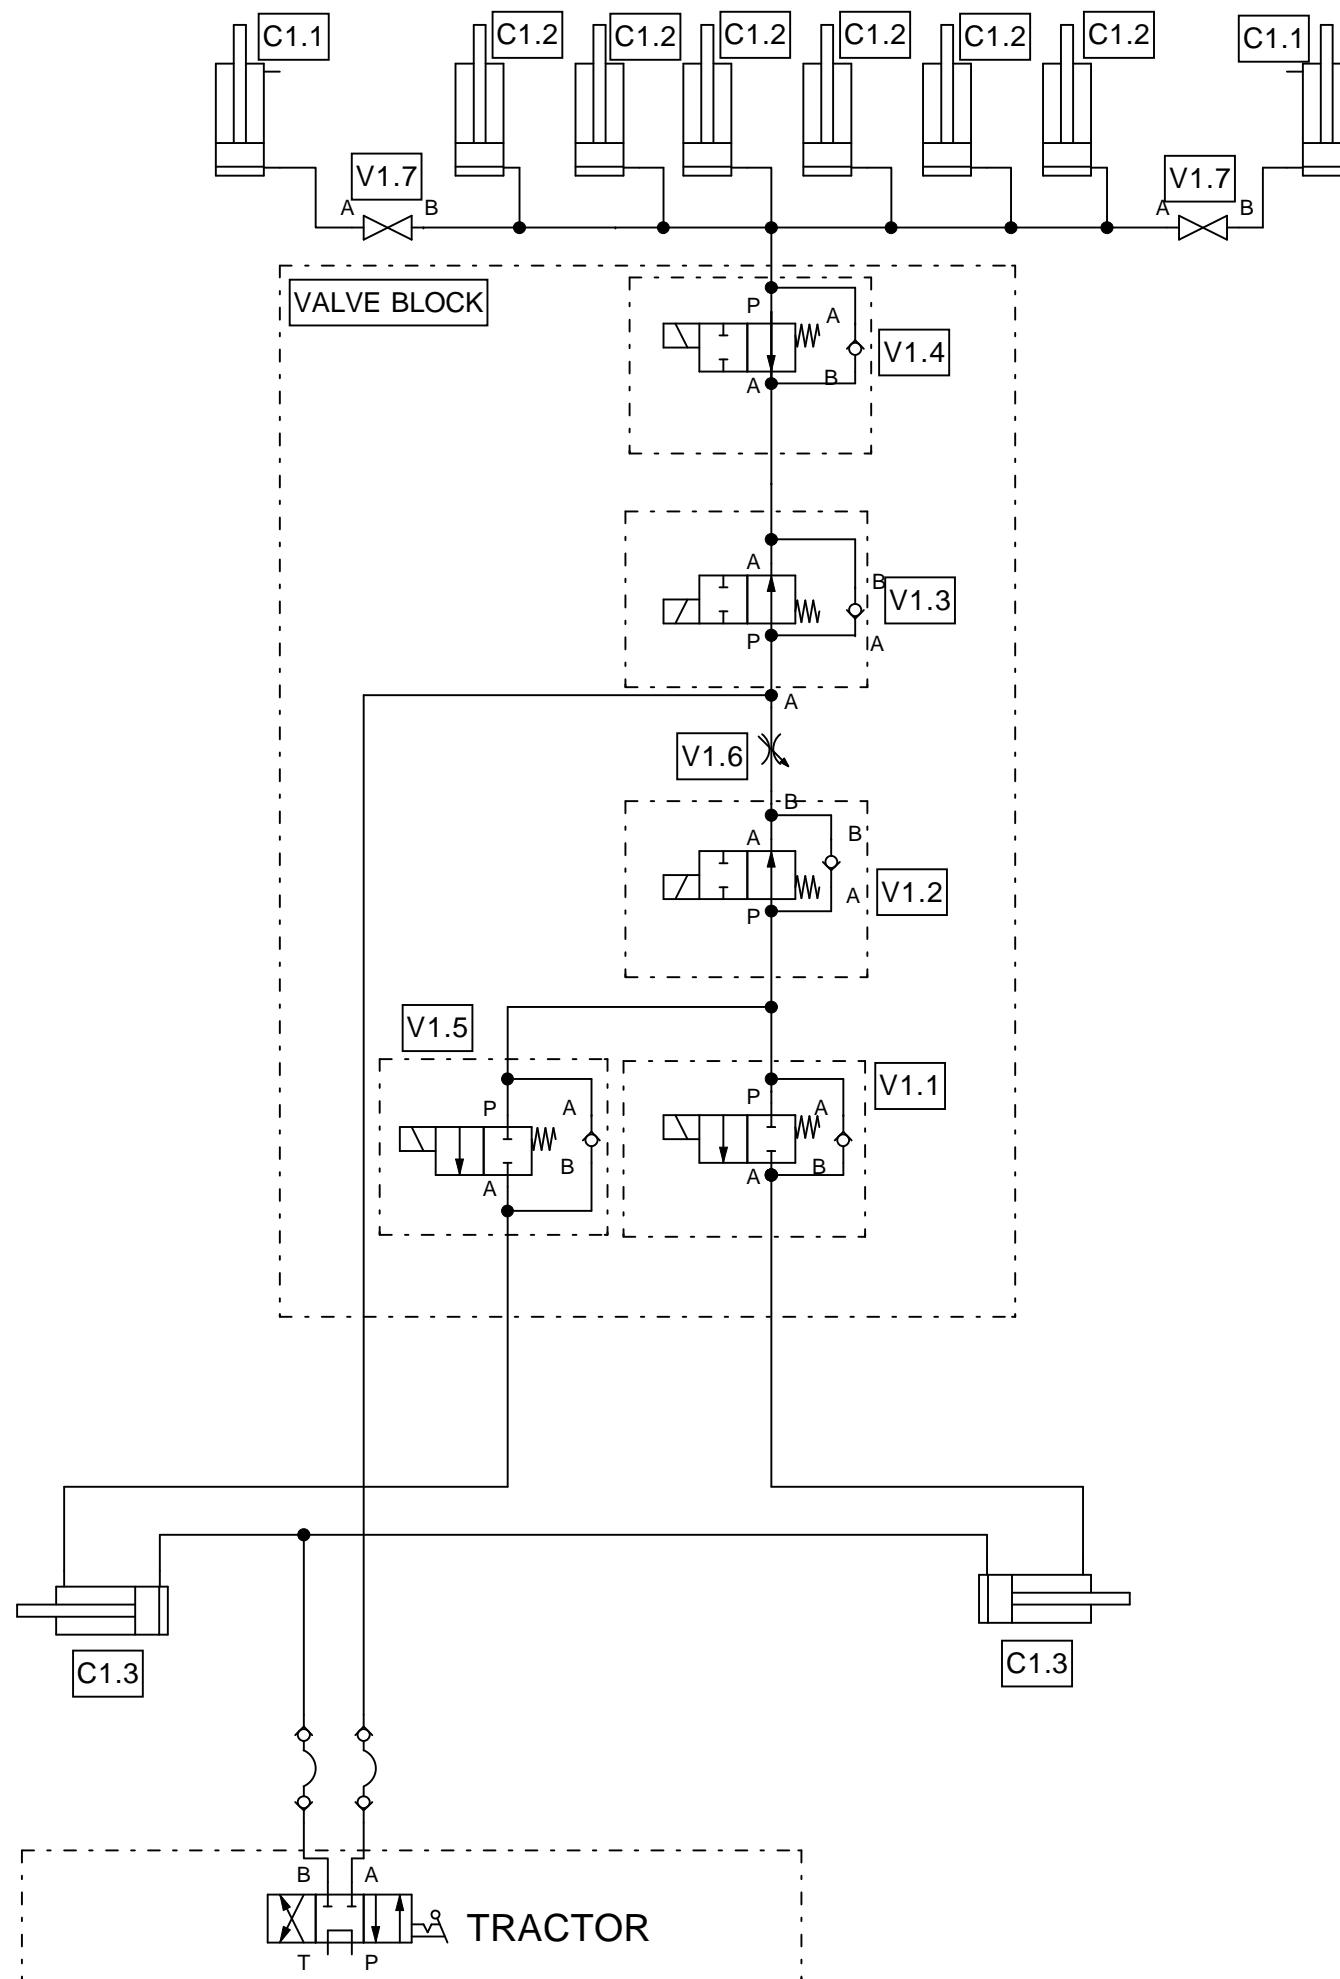 C1.1 C1.2 C1.2 C1.2 C1.2 C1.2 C1.2 C1.1
V1.7 V1.7
A B A B
VALVE BLOCK
P A
V1.4
A B
A B
V1.3
P A
A
V1.6
B
A B
V1.2
P A
V1.5
V1.1
P A P A
B B
A A
C1.3
C1.3
B A
TRACTOR
T P